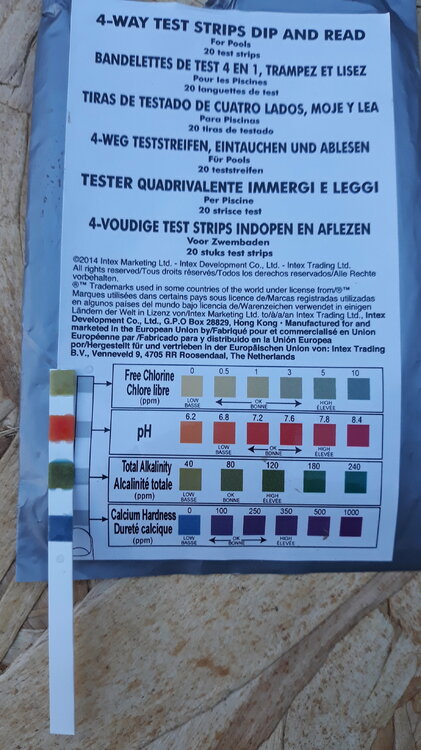 4-WAY TEST STRIPS DIP AND READ
For Pools
20 test strips
BANDELETTES DE TEST 4 EN 1, TRAMPEZ ET LISEZ
Pour les Piscines
20 languettes de test
TIRAS DE TESTADO DE CUATRO LADOS, MOJE Y LEA
Para Piscinas
20 tiras de testado
4-WEG TESTSTREIFEN, EINTAUCHEN UND ABLESEN
Für Pools
20 teststreifen
TESTER QUADRIVALENTE IMMERGI E LEGGI
Per Piscine
20 strisce test
4-VOUDIGE TEST STRIPS INDOPEN EN AFLEZEN
Voor Zwembaden
20 stuks test strips
©2014 Intex Marketing Ltd. - Intex Development Co., Ltd. - Intex Trading Ltd.
All rights reserved/Tous droits réservés/Todos los derechos reservados/Alle Rechte
vorbehalten.
®™ Trademarks used in some countries of the world under license from/®™
Marques utilisées dans certains pays sous licence de/Marcas registradas utilizadas
en algunos países del mundo bajo licencia de/Warenzeichen verwendet in einigen
Ländern der Welt in Lizenz von/Intex Marketing Ltd. to/à/a/an Intex Trading Ltd., Intex
Development Co., Ltd., G.P.O Box 28829, Hong Kong - Manufactured for and
marketed in the European Union by/Fabriqué pour et commercialisé en Union
Européenne par /Fabricado para y distribuido en la Unión Europea
por/Hergestellt für und vertrieben in der Europäischen Union von: Intex Trading
B.V., Venneveld 9, 4705 RR Roosendaal, The Netherlands
Free Chlorine
Chlore libre
(ppm)
0 0.5 1 3 5 10
LOW BASSE OK BONNE HIGH ÉLEVÉE
pH
6.2 6.8 7.2 7.6 7.8 8.4
LOW BASSE OK BONNE HIGH ÉLEVÉE
Total Alkalinity
Alcalinité totale
(ppm)
40 80 120 180 240
LOW BASSE OK BONNE HIGH ÉLEVÉE
Calcium Hardness
Dureté calcique
(ppm)
0 100 250 350 500 1000
LOW BASSE OK BONNE HIGH ÉLEVÉE